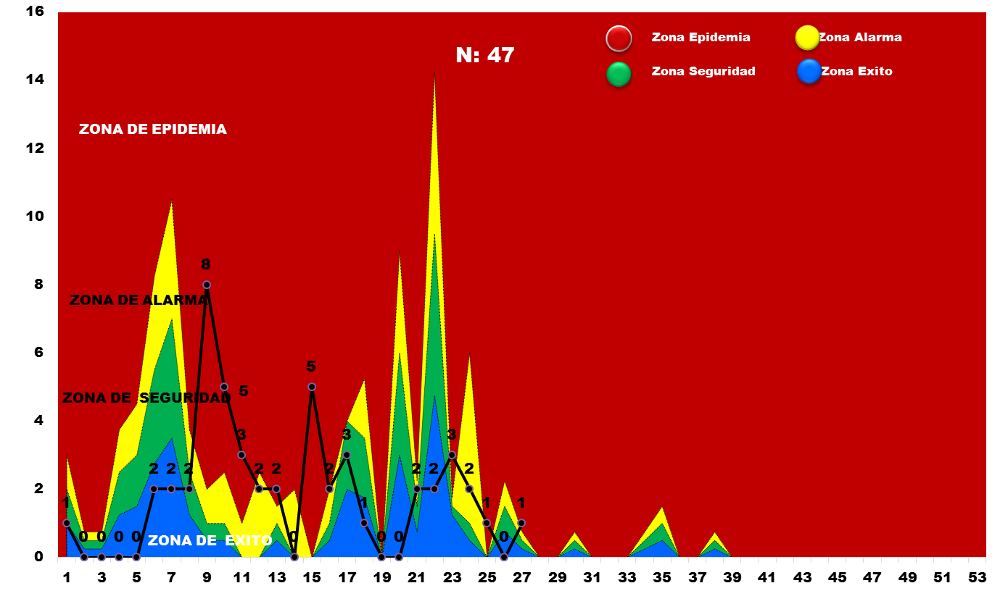 16
Zona Epidemia
Zona Alarma
N: 47
Zona Seguridad
Zona Exito
14
ZONA DE EPIDEMIA
12
10
8
8
ZONA DE ALARMA
6
5
5
ZONA DE  SEGURIDAD
4
3 3 3
2 2 2 2 2 2 2 2 2
2
1 1 1 1
0 0 0 0 0 0 0 0
ZONA DE  EXITO
0
1 3 5 7 9 11 13 15 17 19 21 23 25 27 29 31 33 35 37 39 41 43 45 47 49 51 53